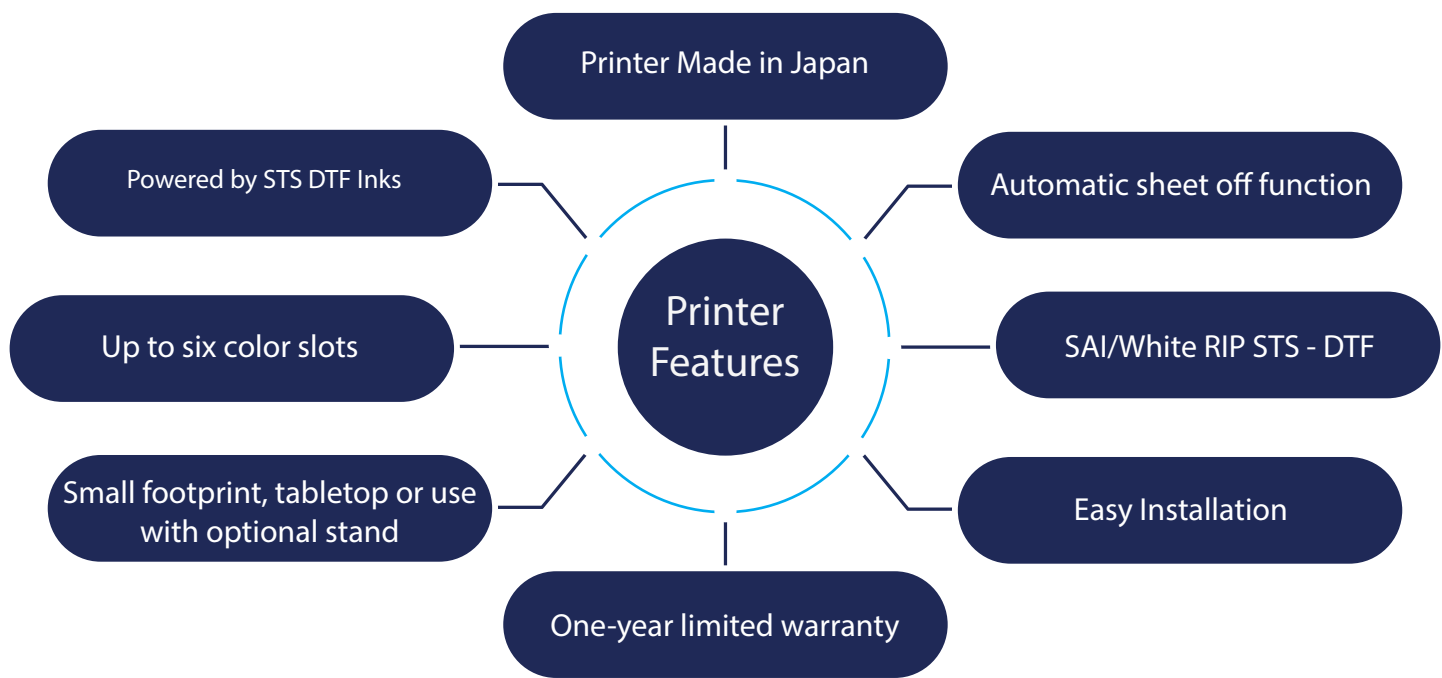 Printer Made in Japan
Powered by STS DTF Inks
Automatic sheet off function
Up to six color slots
Printer
Features
SAI/White RIP STS - DTF
Small footprint, tabletop or use
with optional stand
Easy Installation
One-year limited warranty